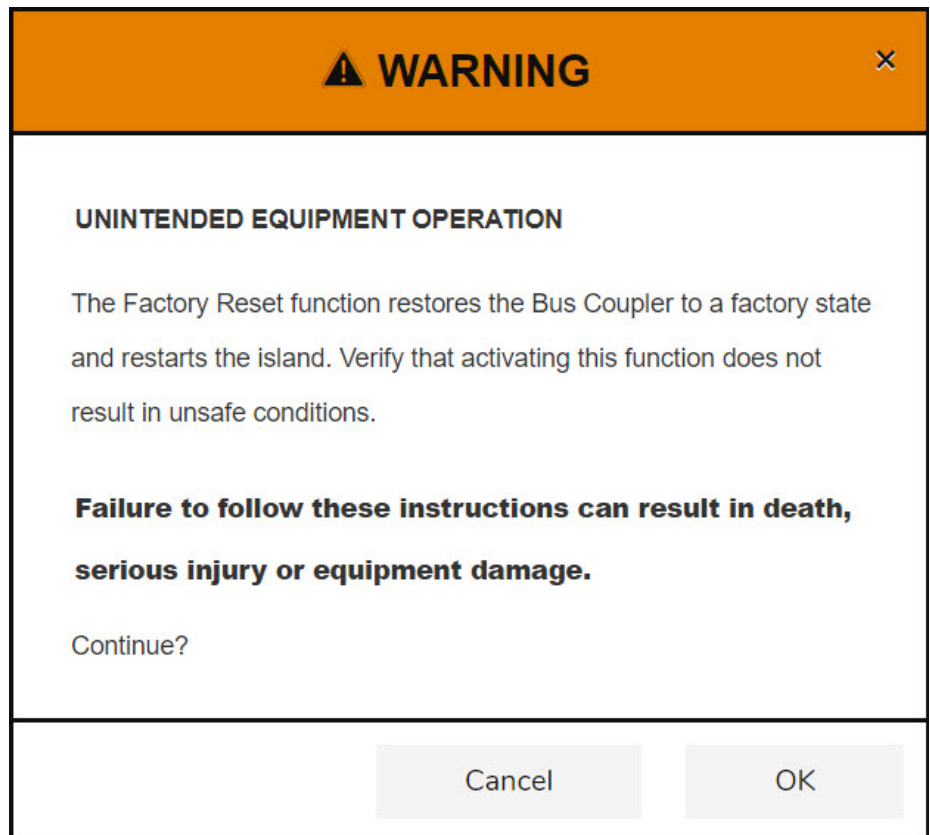 WARNING
×
UNINTENDED EQUIPMENT OPERATION
The Factory Reset function restores the Bus Coupler to a factory state
and restarts the island. Verify that activating this function does not
result in unsafe conditions.
Failure to follow these instructions can result in death,
serious injury or equipment damage.
Continue?
Cancel
OK